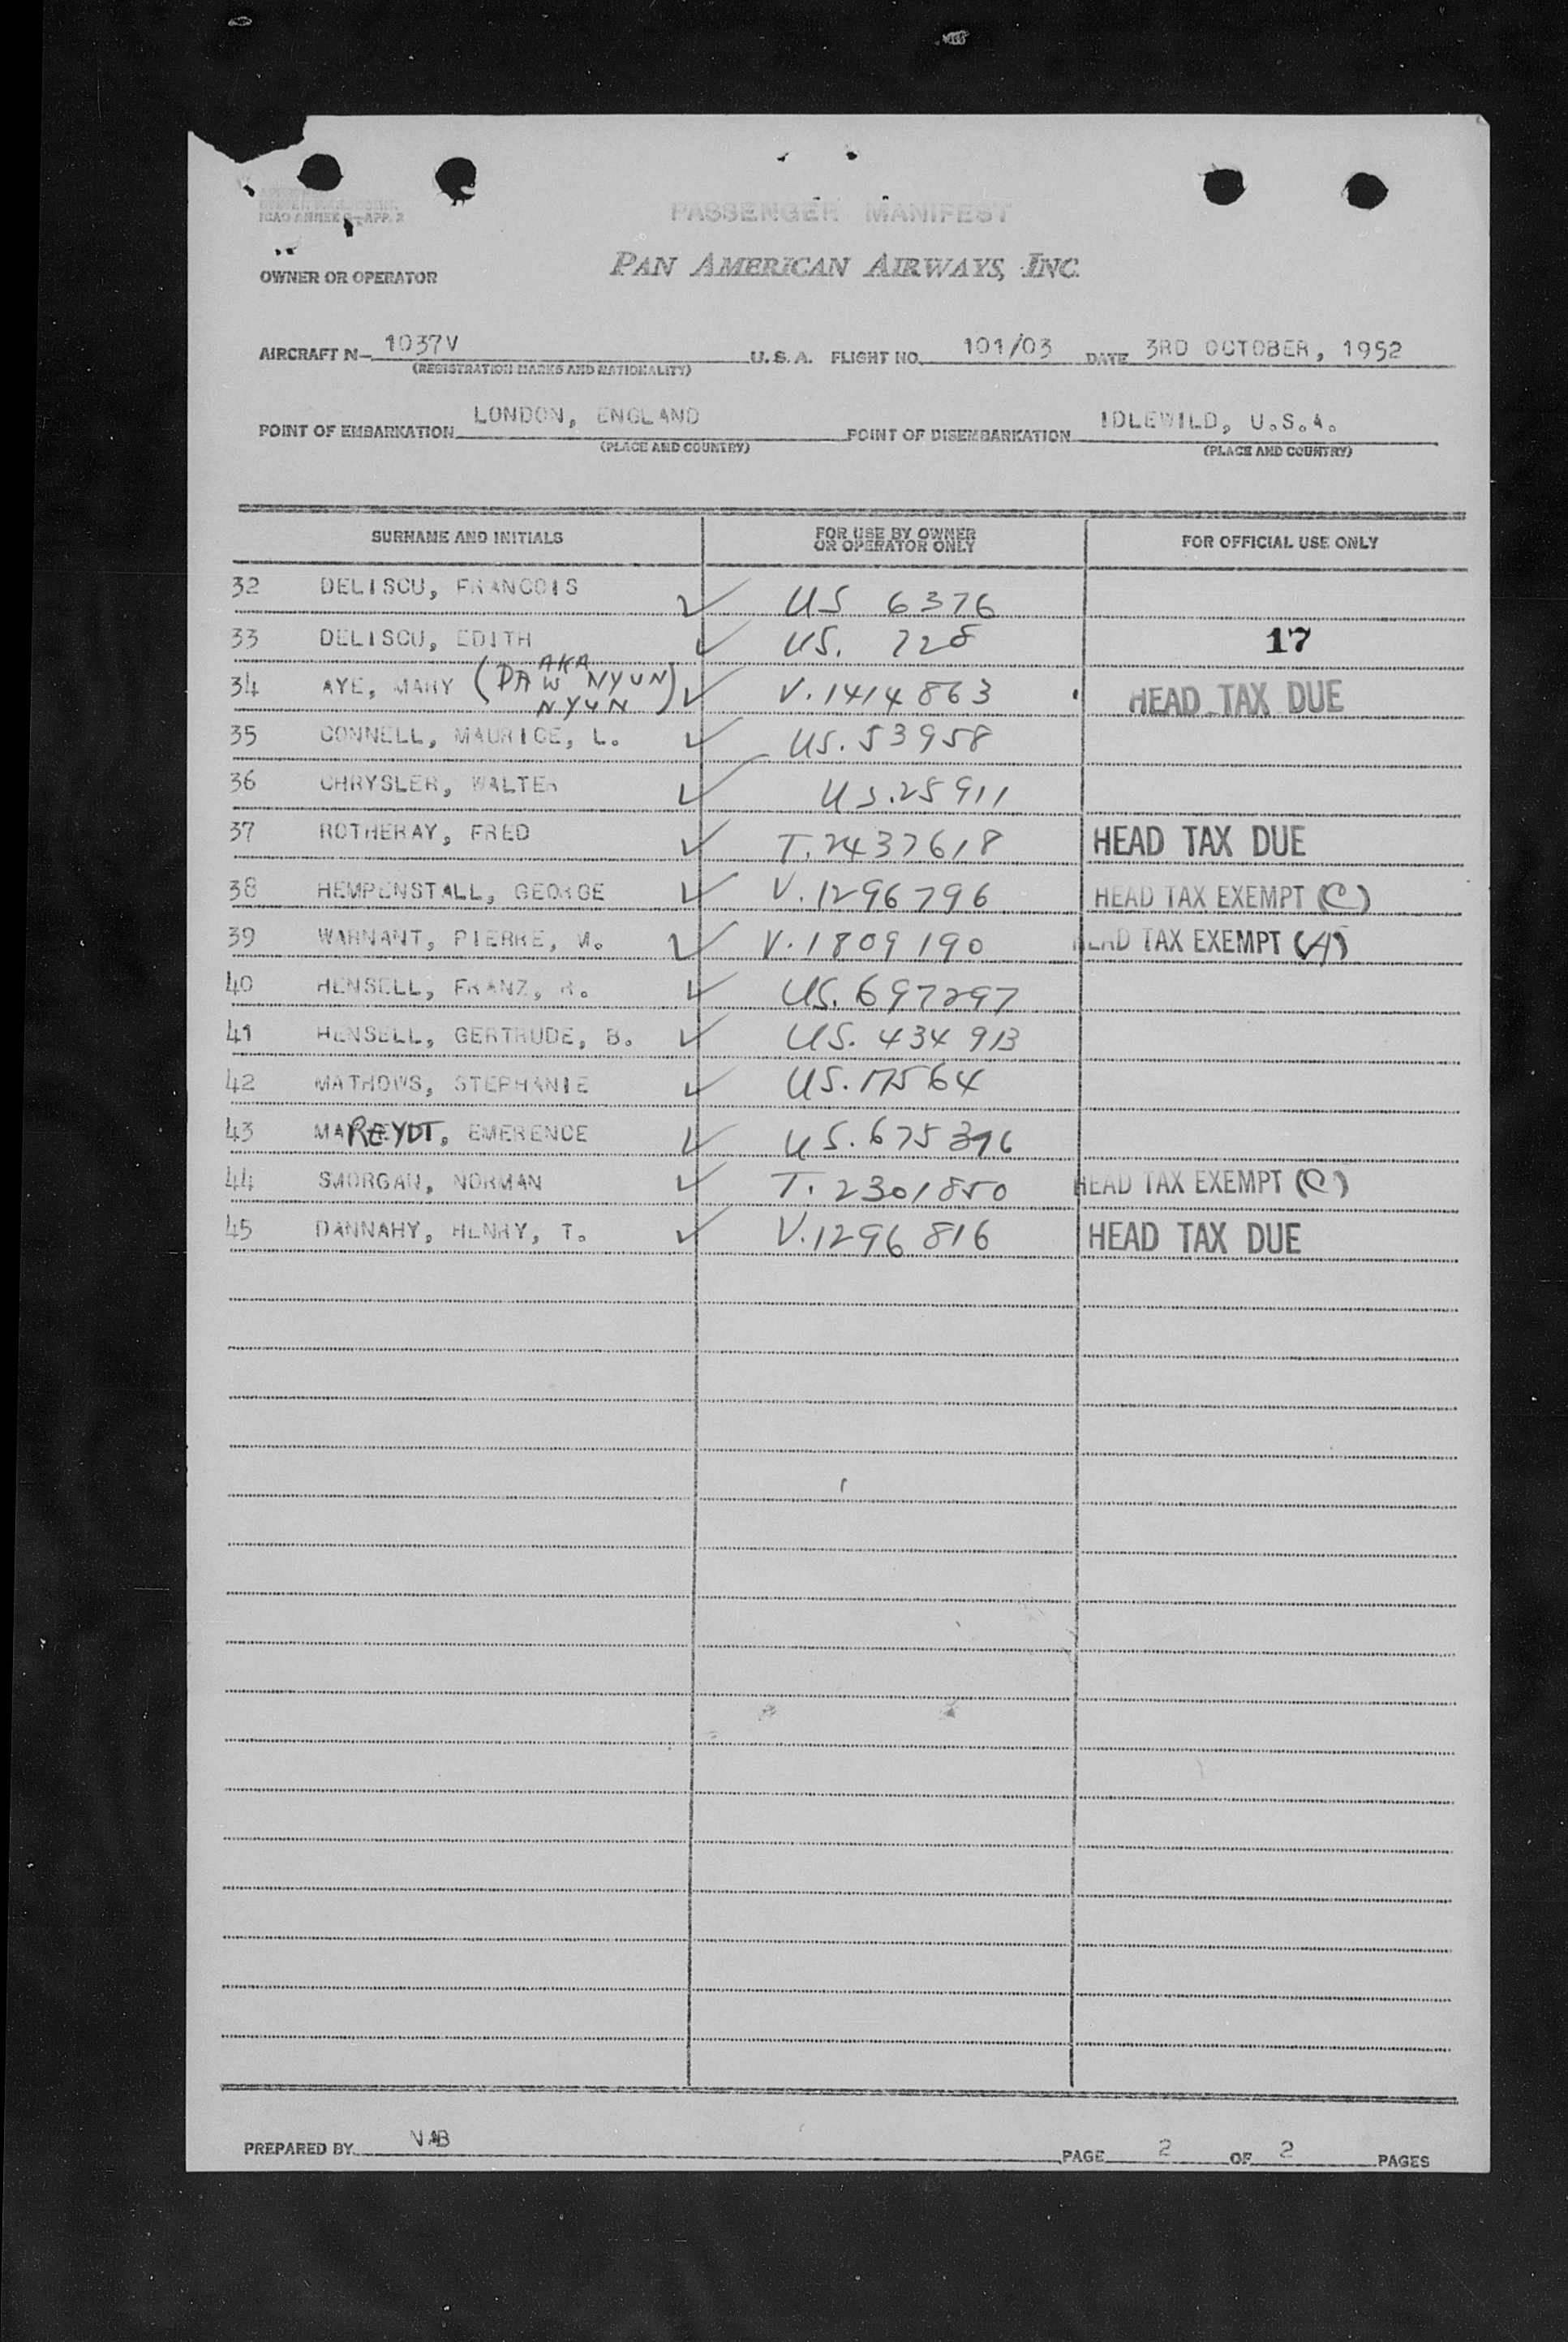 ICAO ANNEX 9-APP. 2
PASSENGER MANIFEST
OWNER OR OPERATOR PAN AMERICAN AIRWAYS, INC.
AIRCRAFT N- 1037V U.S.A. FLIGHT NO. 101/03 DATE 3RD OCTOBER, 1952
(REGISTRATION MARKS AND NATIONALITY)
POINT OF EMBARKATION LONDON, ENGLAND POINT OF DISEMBARKATION IDLEWILD, U.S.A.
(PLACE AND COUNTRY) (PLACE AND COUNTRY)
SURNAME AND INITIALS FOR USE BY OWNER OR OPERATOR ONLY FOR OFFICIAL USE ONLY
32 DELISCU, FRANCOIS ✓ US 6376
33 DELISCU, EDITH ✓ US. 728 17
34 AYE, MARY (AKA DAW NYUN NYUN) ✓ V.1414863 HEAD TAX DUE
35 CONNELL, MAURICE, L. ✓ US.53958
36 CHRYSLER, WALTER ✓ US.25911
37 ROTHERAY, FRED ✓ T.2437618 HEAD TAX DUE
38 HEMPENSTALL, GEORGE ✓ V.1296796 HEAD TAX EXEMPT (C)
39 WARNANT, PIERRE, M. ✓ V.1809190 HEAD TAX EXEMPT (A)
40 HENSELL, FRANZ, R. ✓ US.697297
41 HENSELL, GERTRUDE, B. ✓ US.434913
42 MATHOWS, STEPHANIE ✓ US.17564
43 MAREYDT, EMERENCE ✓ US.675396
44 SMORGAN, NORMAN ✓ T.2301850 HEAD TAX EXEMPT (C)
45 DANNAHY, HENRY, T. ✓ V.1296816 HEAD TAX DUE
PREPARED BY NAB PAGE 2 OF 2 PAGES